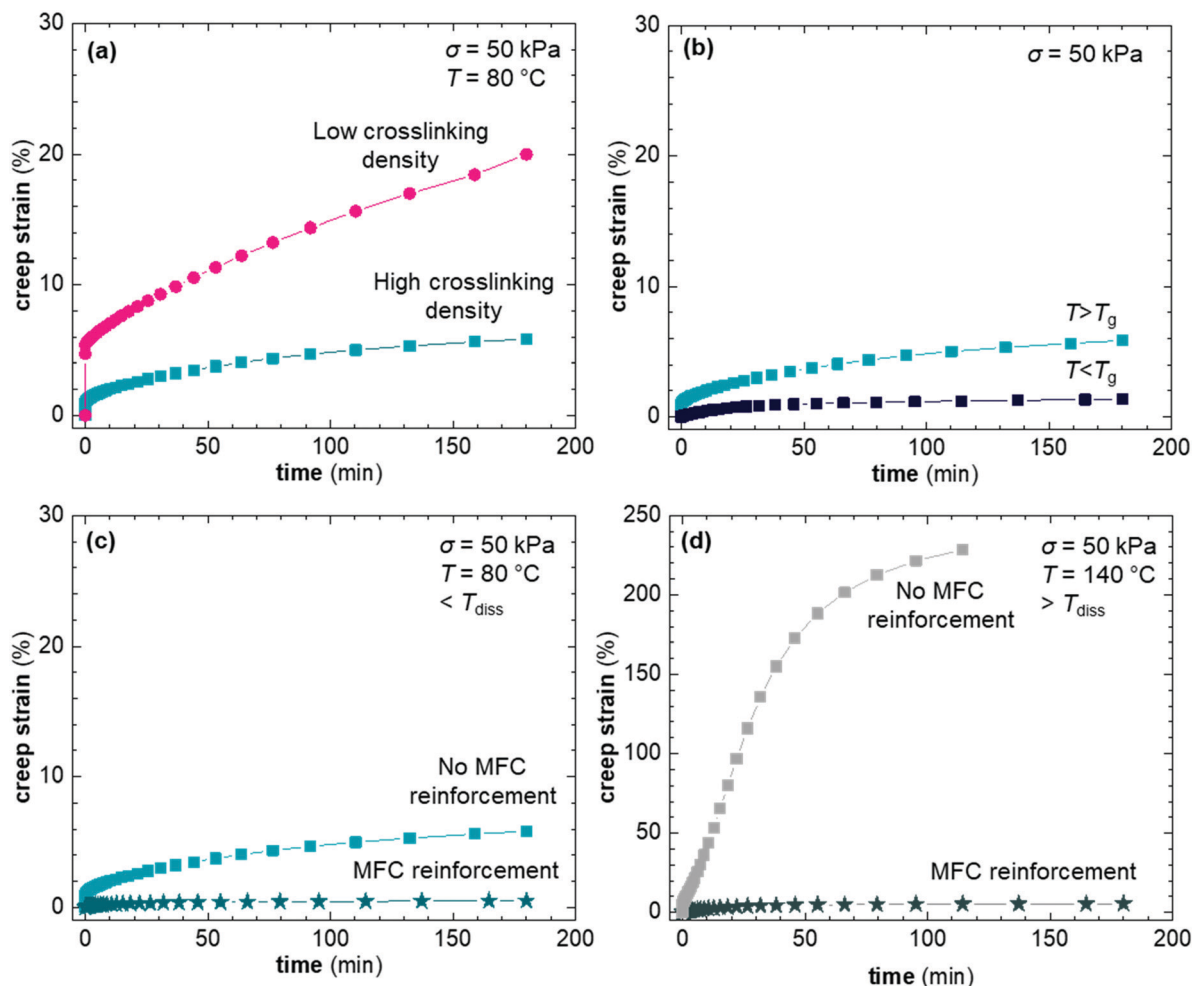 (a)
σ = 50 kPa
T = 80 °C
Low crosslinking
density
High crosslinking
density
creep strain (%)
30
20
10
0
0 50 100 150 200
time (min)
(b)
σ = 50 kPa
T>Tg
T<Tg
creep strain (%)
30
20
10
0
0 50 100 150 200
time (min)
(c)
σ = 50 kPa
T = 80 °C
< Tdiss
No MFC
reinforcement
MFC reinforcement
creep strain (%)
30
20
10
0
0 50 100 150 200
time (min)
(d)
σ = 50 kPa
T = 140 °C
> Tdiss
No MFC
reinforcement
MFC reinforcement
creep strain (%)
250
200
150
100
50
0
0 50 100 150 200
time (min)